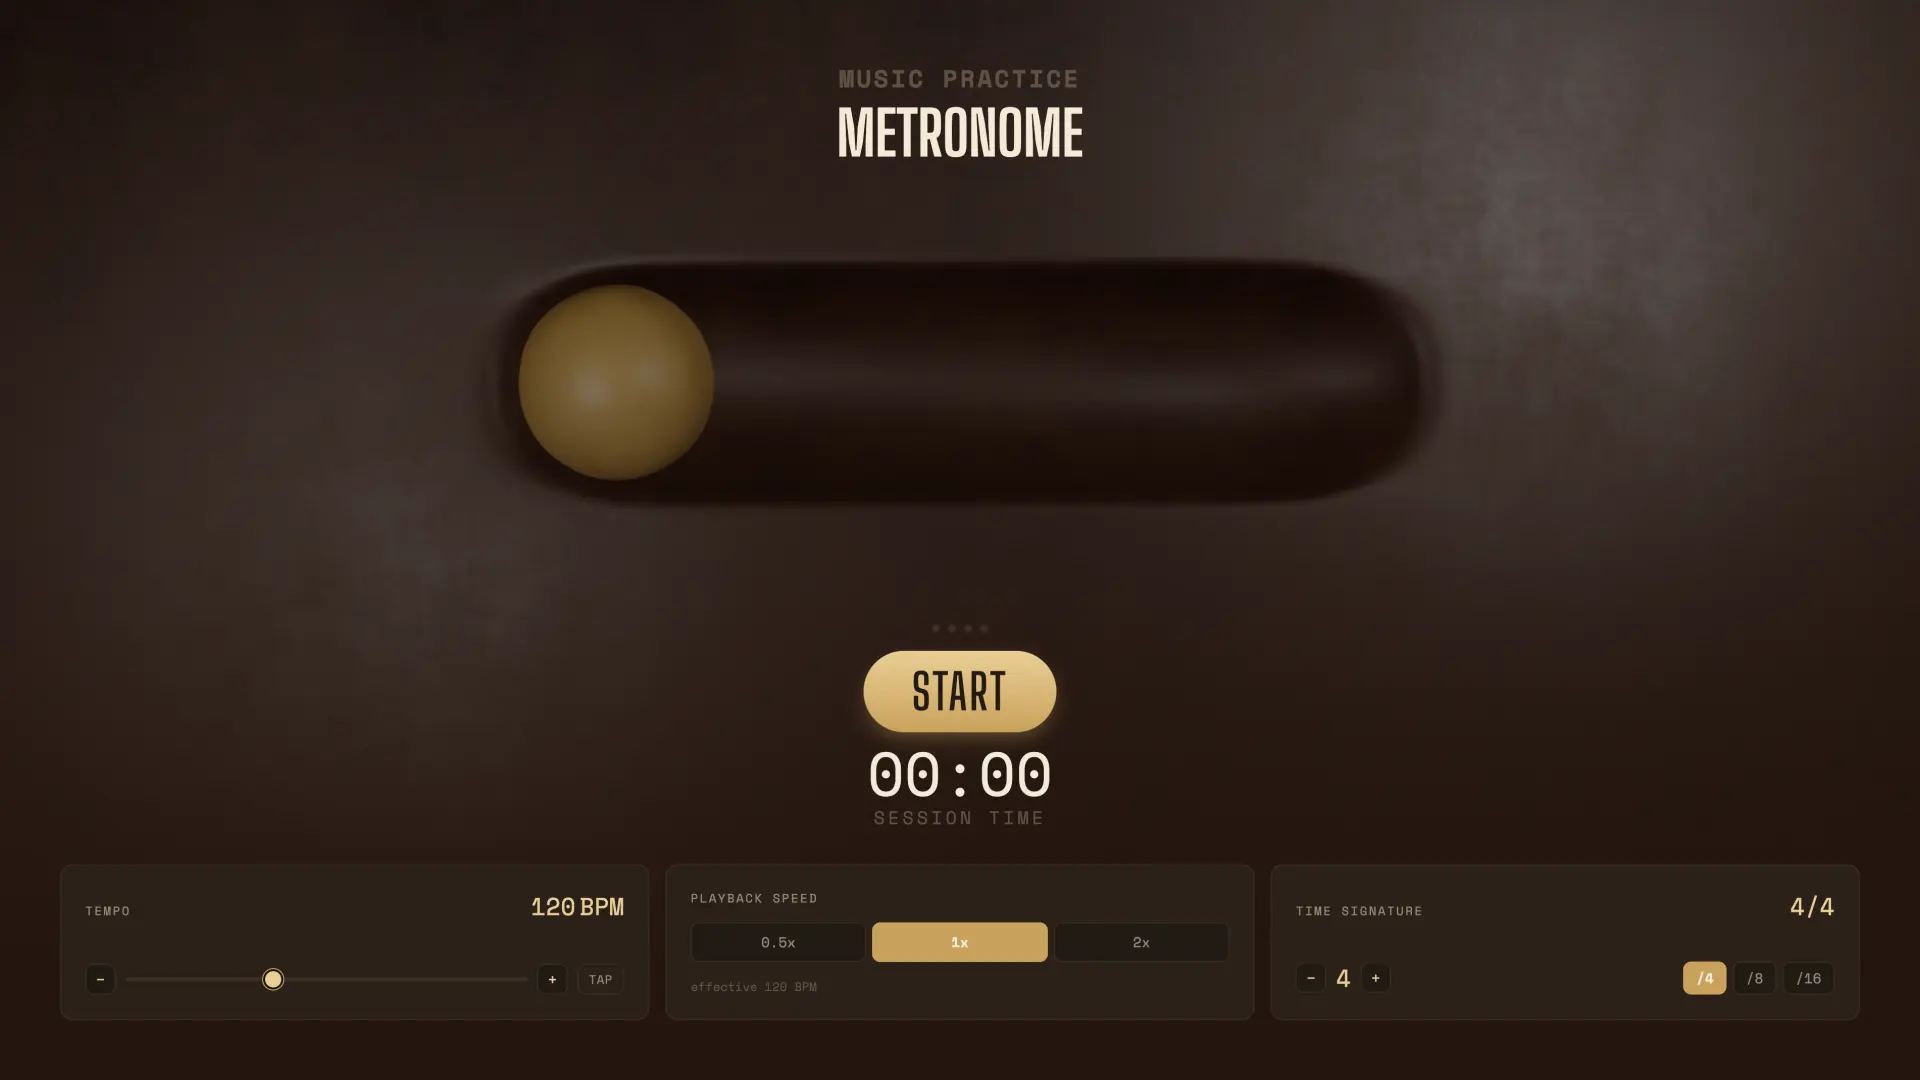 MUSIC PRACTICE
METRONOME
START
00:00
SESSION TIME
TEMPO
120 BPM
−
+
TAP
PLAYBACK SPEED
0.5x
1x
2x
effective 120 BPM
TIME SIGNATURE
4/4
− 4 +
/4
/8
/16